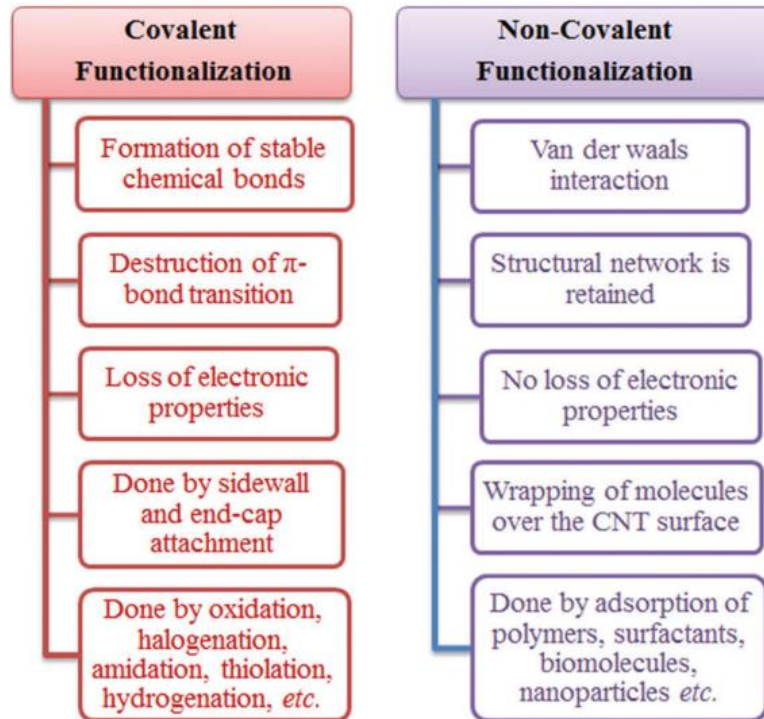 Covalent
Functionalization
Formation of stable
chemical bonds
Destruction of π-
bond transition
Loss of electronic
properties
Done by sidewall
and end-cap
attachment
Done by oxidation,
halogenation,
amidation, thiolation,
hydrogenation, etc.
Non-Covalent
Functionalization
Van der waals
interaction
Structural network is
retained
No loss of electronic
properties
Wrapping of molecules
over the CNT surface
Done by adsorption of
polymers, surfactants,
biomolecules,
nanoparticles etc.